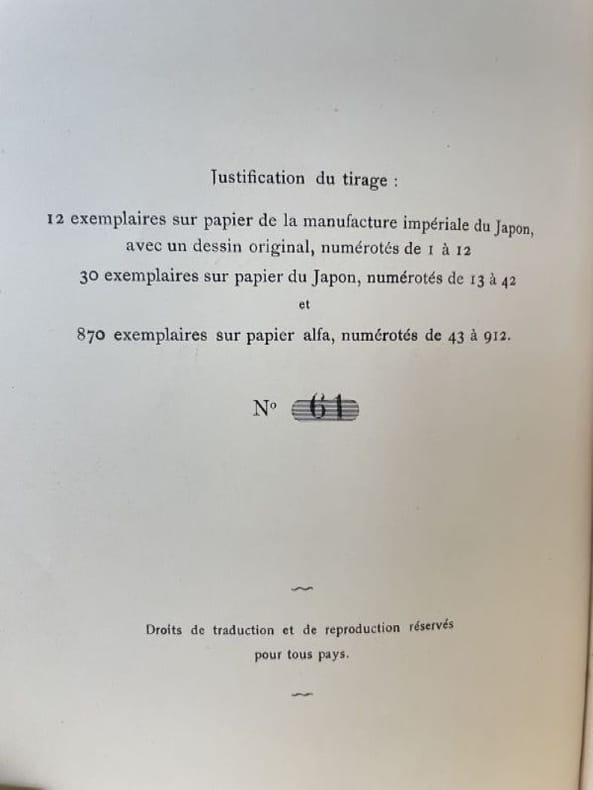 Justification du tirage :
12 exemplaires sur papier de la manufacture impériale du Japon,
avec un dessin original, numérotés de 1 à 12
30 exemplaires sur papier du Japon, numérotés de 13 à 42
et
870 exemplaires sur papier alfa, numérotés de 43 à 912.
Nº 61
Droits de traduction et de reproduction réservés
pour tous pays.